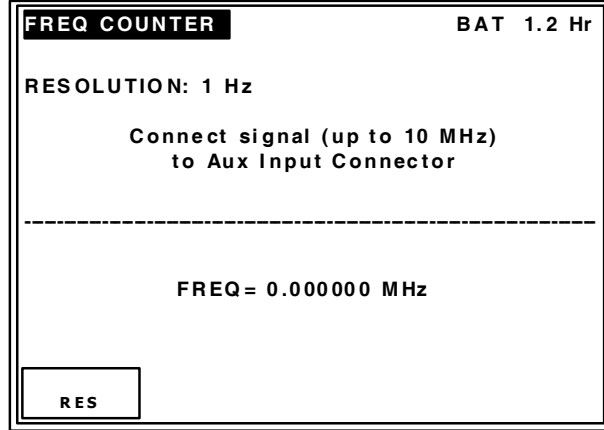 FREQ COUNTER BAT 1.2 Hr
RESOLUTION: 1 Hz
Connect signal (up to 10 MHz)
to Aux Input Connector
FREQ= 0.000000 MHz
RES